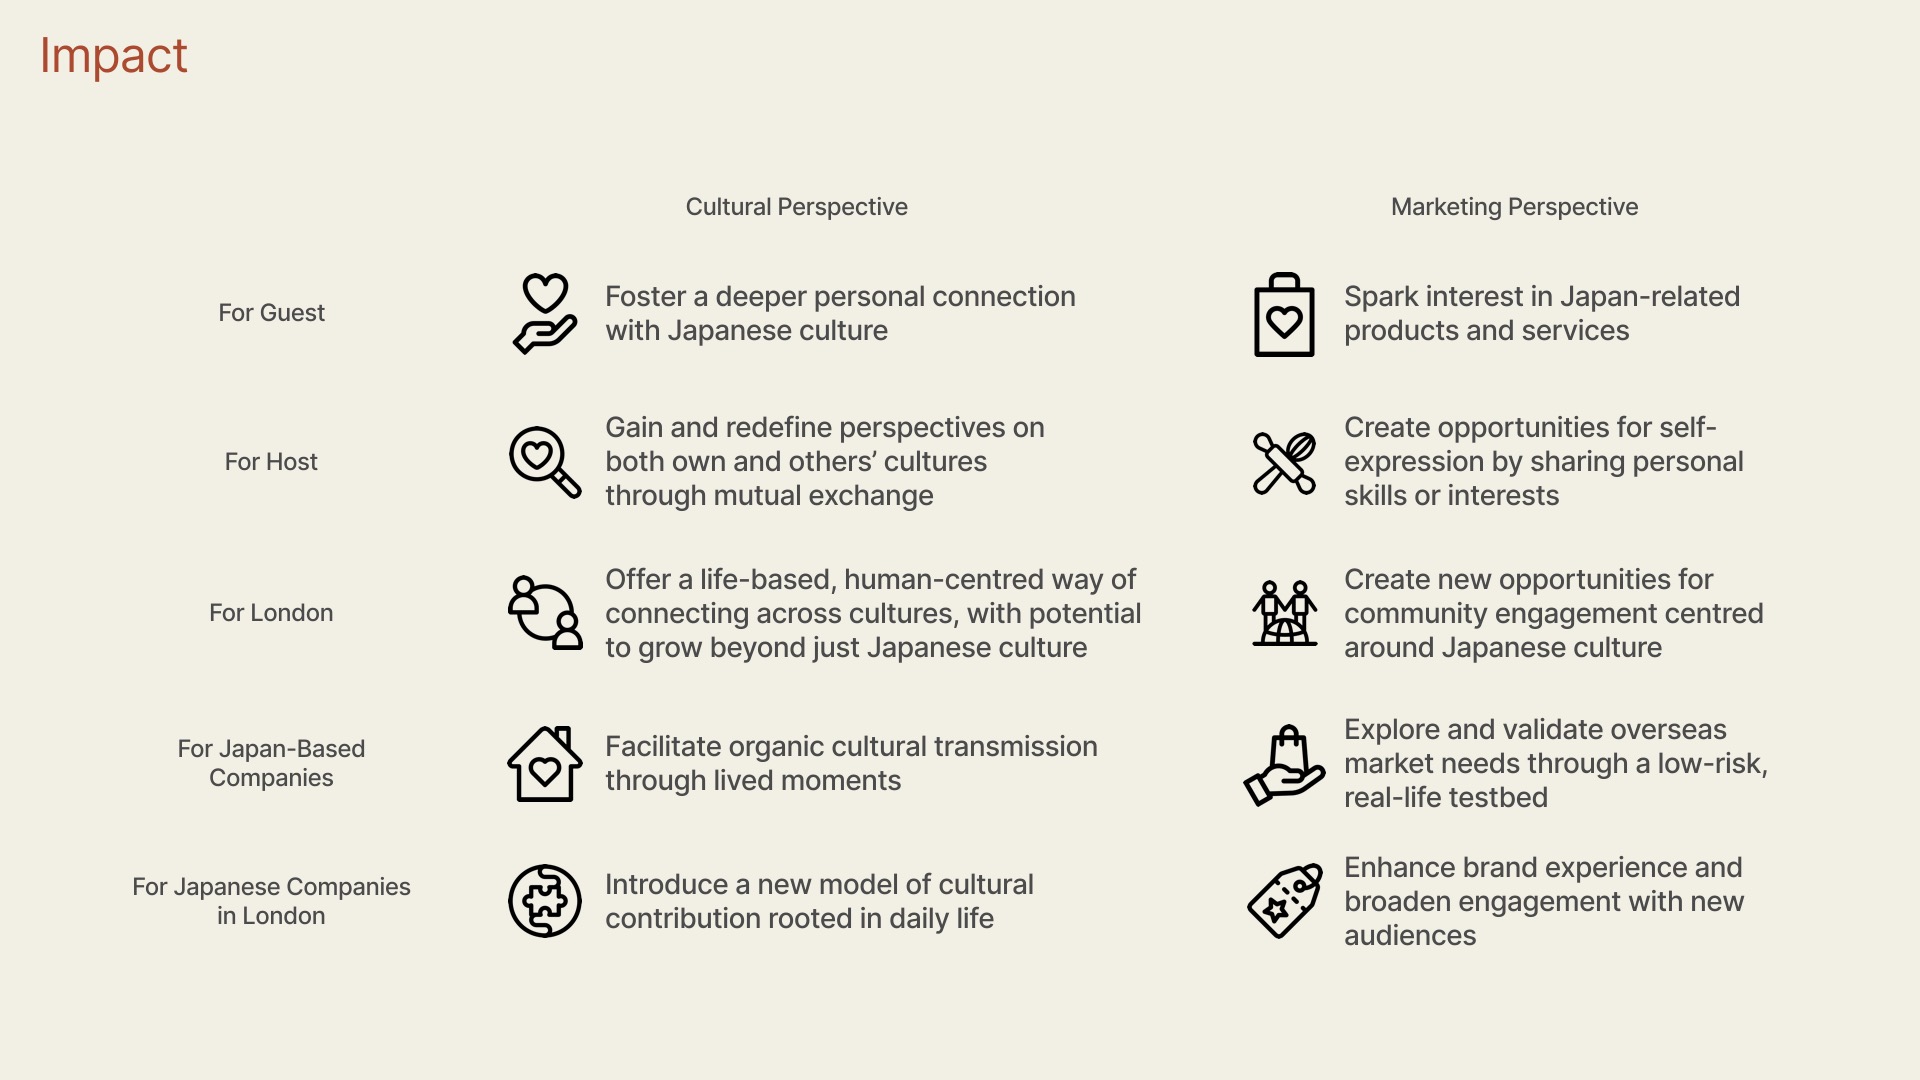 Impact
Cultural Perspective
Marketing Perspective
For Guest
Foster a deeper personal connection
with Japanese culture
Spark interest in Japan-related
products and services
For Host
Gain and redefine perspectives on
both own and others’ cultures
through mutual exchange
Create opportunities for self-
expression by sharing personal
skills or interests
For London
Offer a life-based, human-centred way of
connecting across cultures, with potential
to grow beyond just Japanese culture
Create new opportunities for
community engagement centred
around Japanese culture
For Japan-Based
Companies
Facilitate organic cultural transmission
through lived moments
Explore and validate overseas
market needs through a low-risk,
real-life testbed
For Japanese Companies
in London
Introduce a new model of cultural
contribution rooted in daily life
Enhance brand experience and
broaden engagement with new
audiences